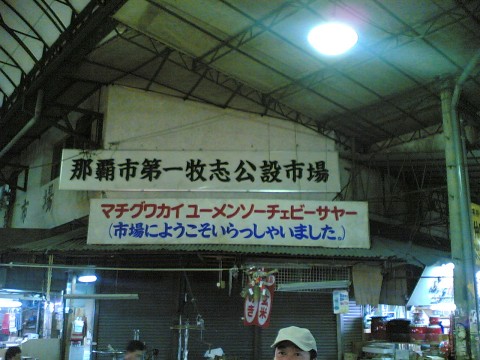 那覇市第一牧志公設市場
マチグヮカイ ユーメンソーチェビーサヤー
(市場にようこそいらっしゃいました。)
市場